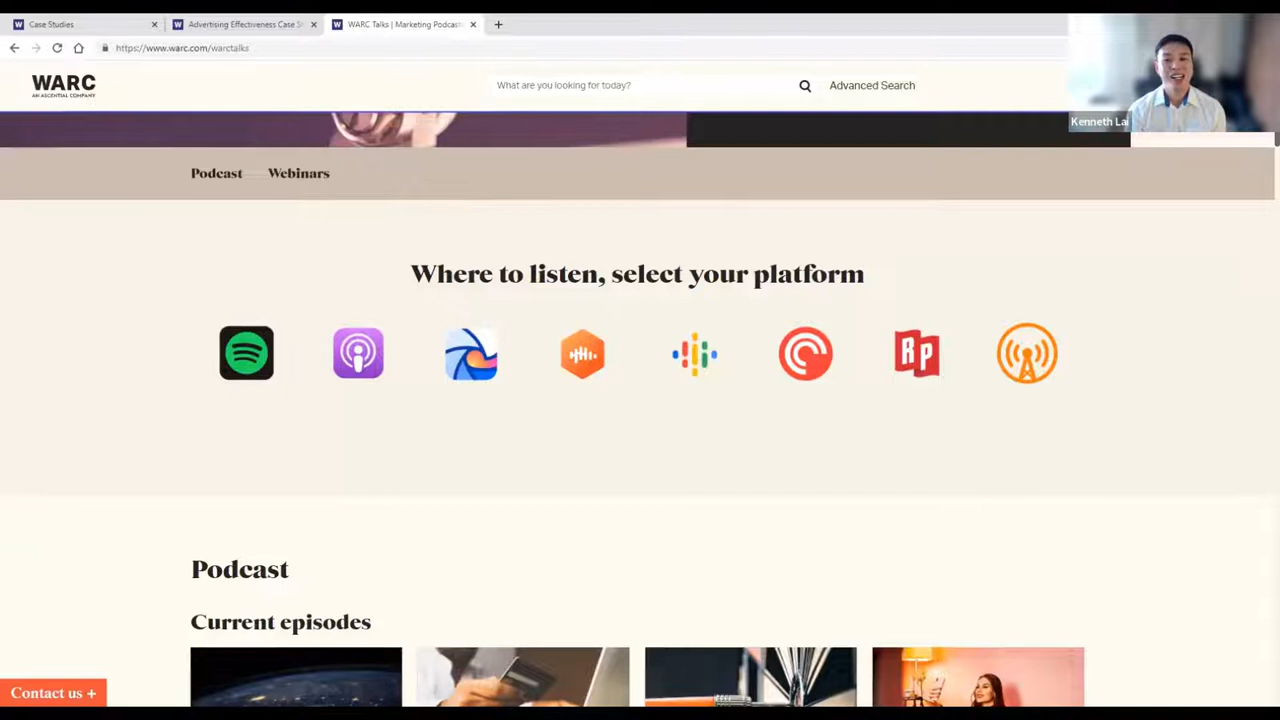 Case Studies
Advertising Effectiveness Case S
WARC Talks | Marketing Podcast
https://www.warc.com/warctalks
WARC
AN ASCENTIAL COMPANY
What are you looking for today?
Advanced Search
Kenneth Lai
Podcast
Webinars
Where to listen, select your platform
RP
Podcast
Current episodes
Contact us +